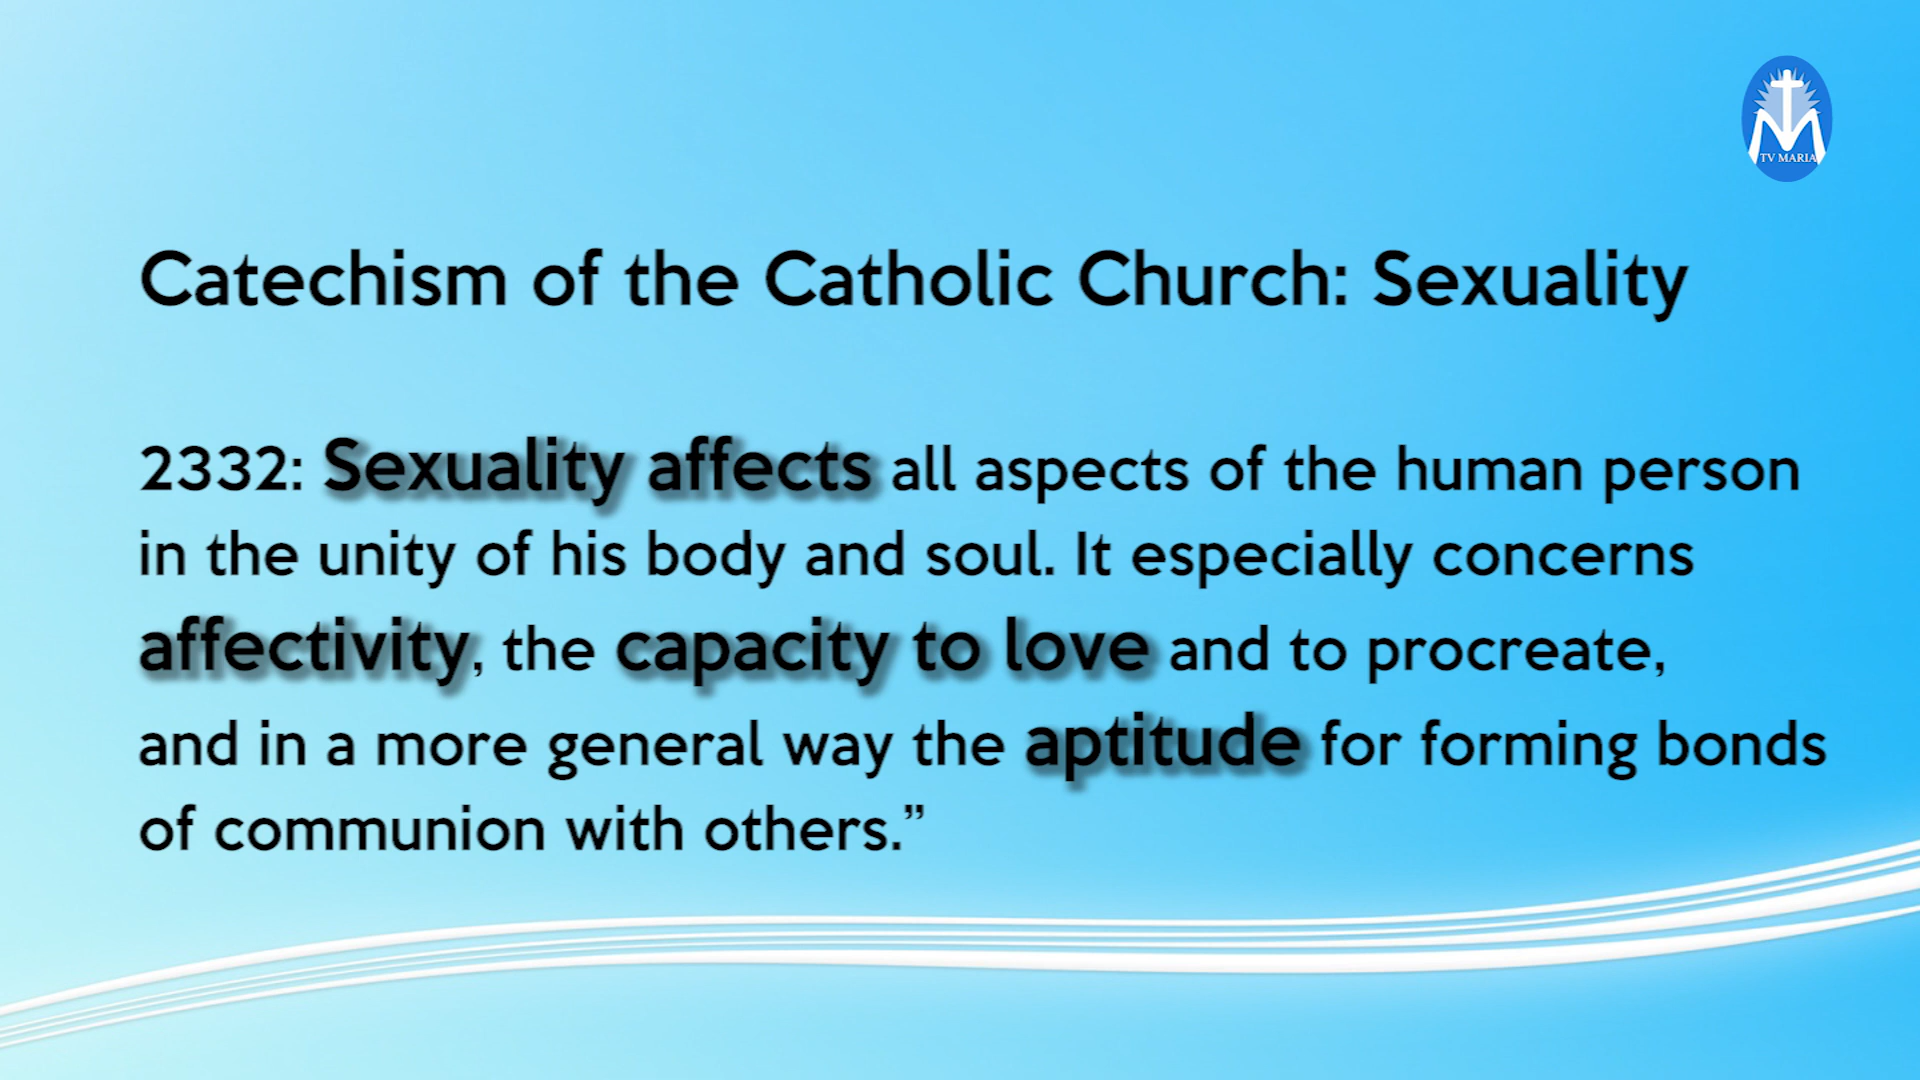 TV MARIA
Catechism of the Catholic Church: Sexuality
2332: Sexuality affects all aspects of the human person
in the unity of his body and soul. It especially concerns
affectivity, the capacity to love and to procreate,
and in a more general way the aptitude for forming bonds
of communion with others.”